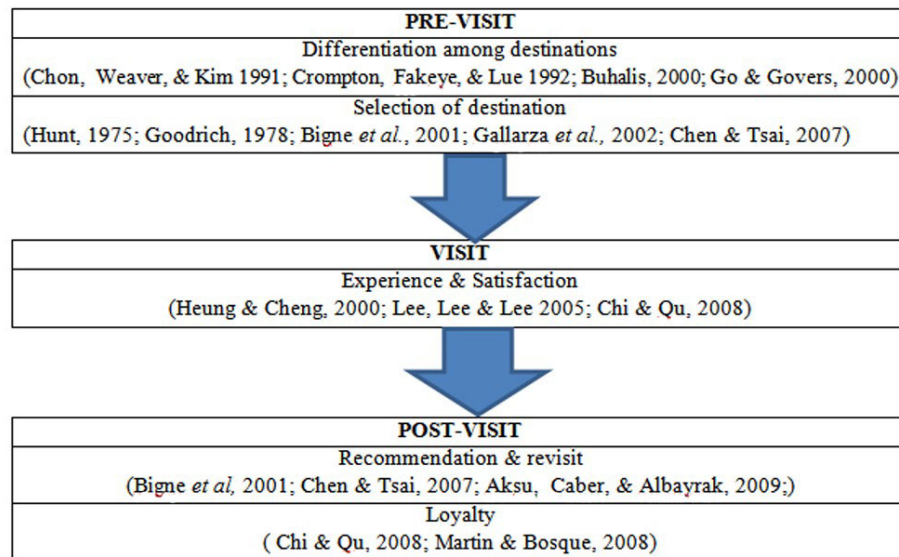 PRE-VISIT
Differentiation among destinations
(Chon, Weaver, & Kim 1991; Crompton, Fakeye, & Lue 1992; Buhalis, 2000; Go & Govers, 2000)
Selection of destination
(Hunt, 1975; Goodrich, 1978; Bigne et al., 2001; Gallarza et al., 2002; Chen & Tsai, 2007)
VISIT
Experience & Satisfaction
(Heung & Cheng, 2000; Lee, Lee & Lee 2005; Chi & Qu, 2008)
POST-VISIT
Recommendation & revisit
(Bigne et al, 2001; Chen & Tsai, 2007; Aksu, Caber, & Albayrak, 2009;)
Loyalty
( Chi & Qu, 2008; Martin & Bosque, 2008)